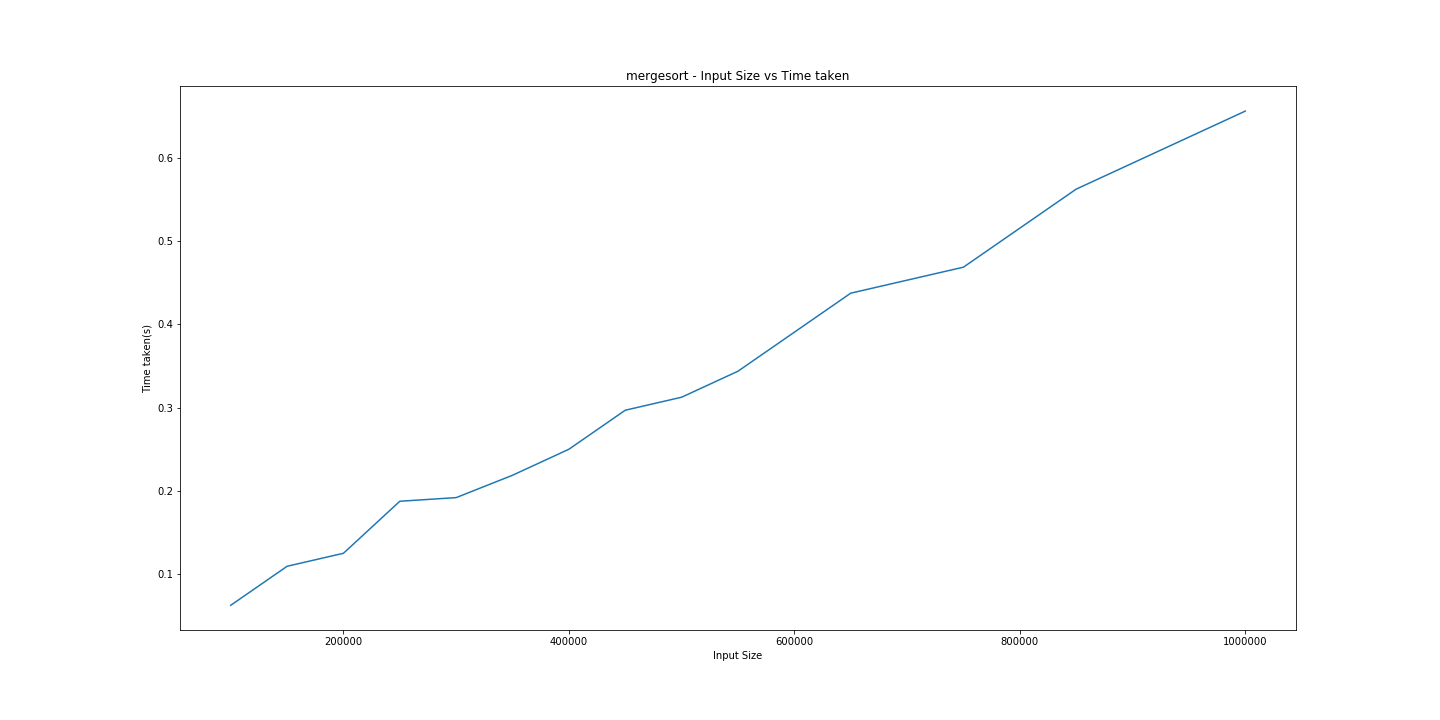 mergesort - Input Size vs Time taken
0.6
0.5
0.4
0.3
0.2
0.1
Time taken(s)
200000 400000 600000 800000 1000000
Input Size